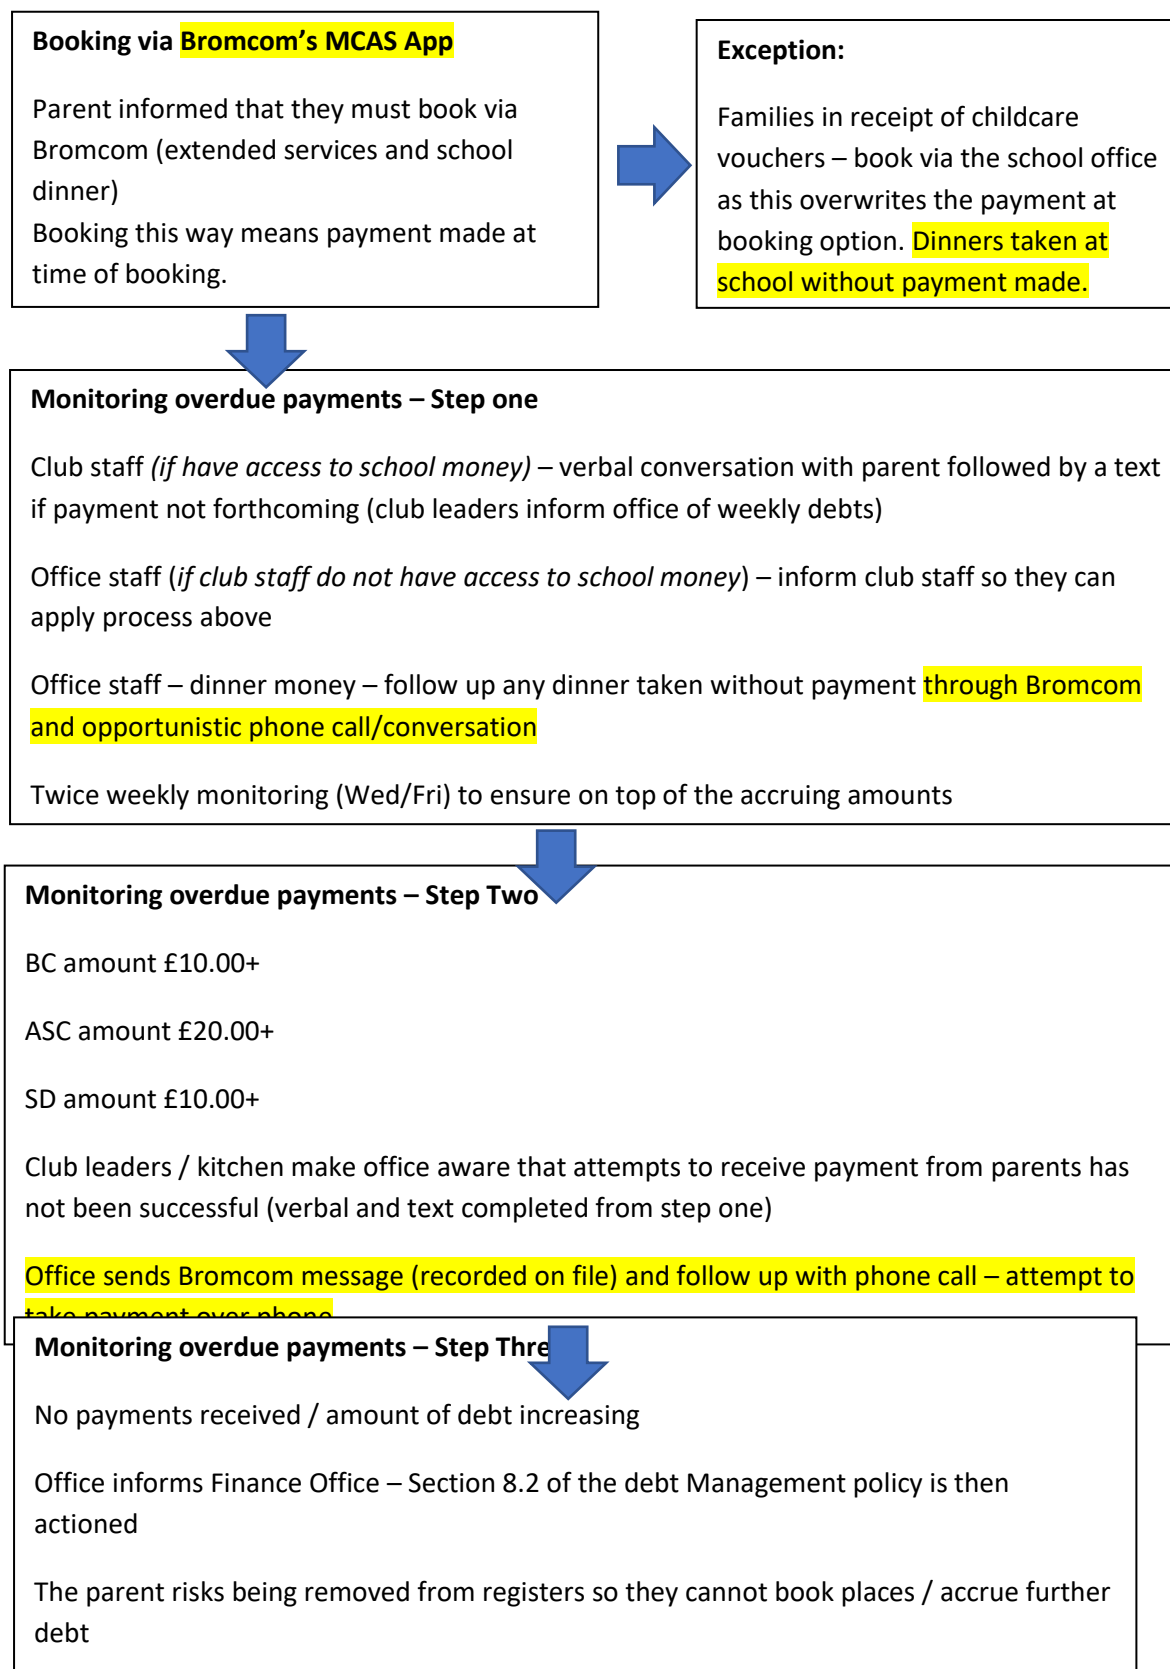 Booking via Bromcom’s MCAS App
Parent informed that they must book via
Bromcom (extended services and school
dinner)
Booking this way means payment made at
time of booking.
Exception:
Families in receipt of childcare
vouchers – book via the school office
as this overwrites the payment at
booking option. Dinners taken at
school without payment made.
Monitoring overdue payments – Step one
Club staff (if have access to school money) – verbal conversation with parent followed by a text
if payment not forthcoming (club leaders inform office of weekly debts)
Office staff (if club staff do not have access to school money) – inform club staff so they can
apply process above
Office staff – dinner money – follow up any dinner taken without payment through Bromcom
and opportunistic phone call/conversation
Twice weekly monitoring (Wed/Fri) to ensure on top of the accruing amounts
Monitoring overdue payments – Step Two
BC amount £10.00+
ASC amount £20.00+
SD amount £10.00+
Club leaders / kitchen make office aware that attempts to receive payment from parents has
not been successful (verbal and text completed from step one)
Office sends Bromcom message (recorded on file) and follow up with phone call – attempt to
take payment over phone
Monitoring overdue payments – Step Thre
No payments received / amount of debt increasing
Office informs Finance Office – Section 8.2 of the debt Management policy is then
actioned
The parent risks being removed from registers so they cannot book places / accrue further
debt